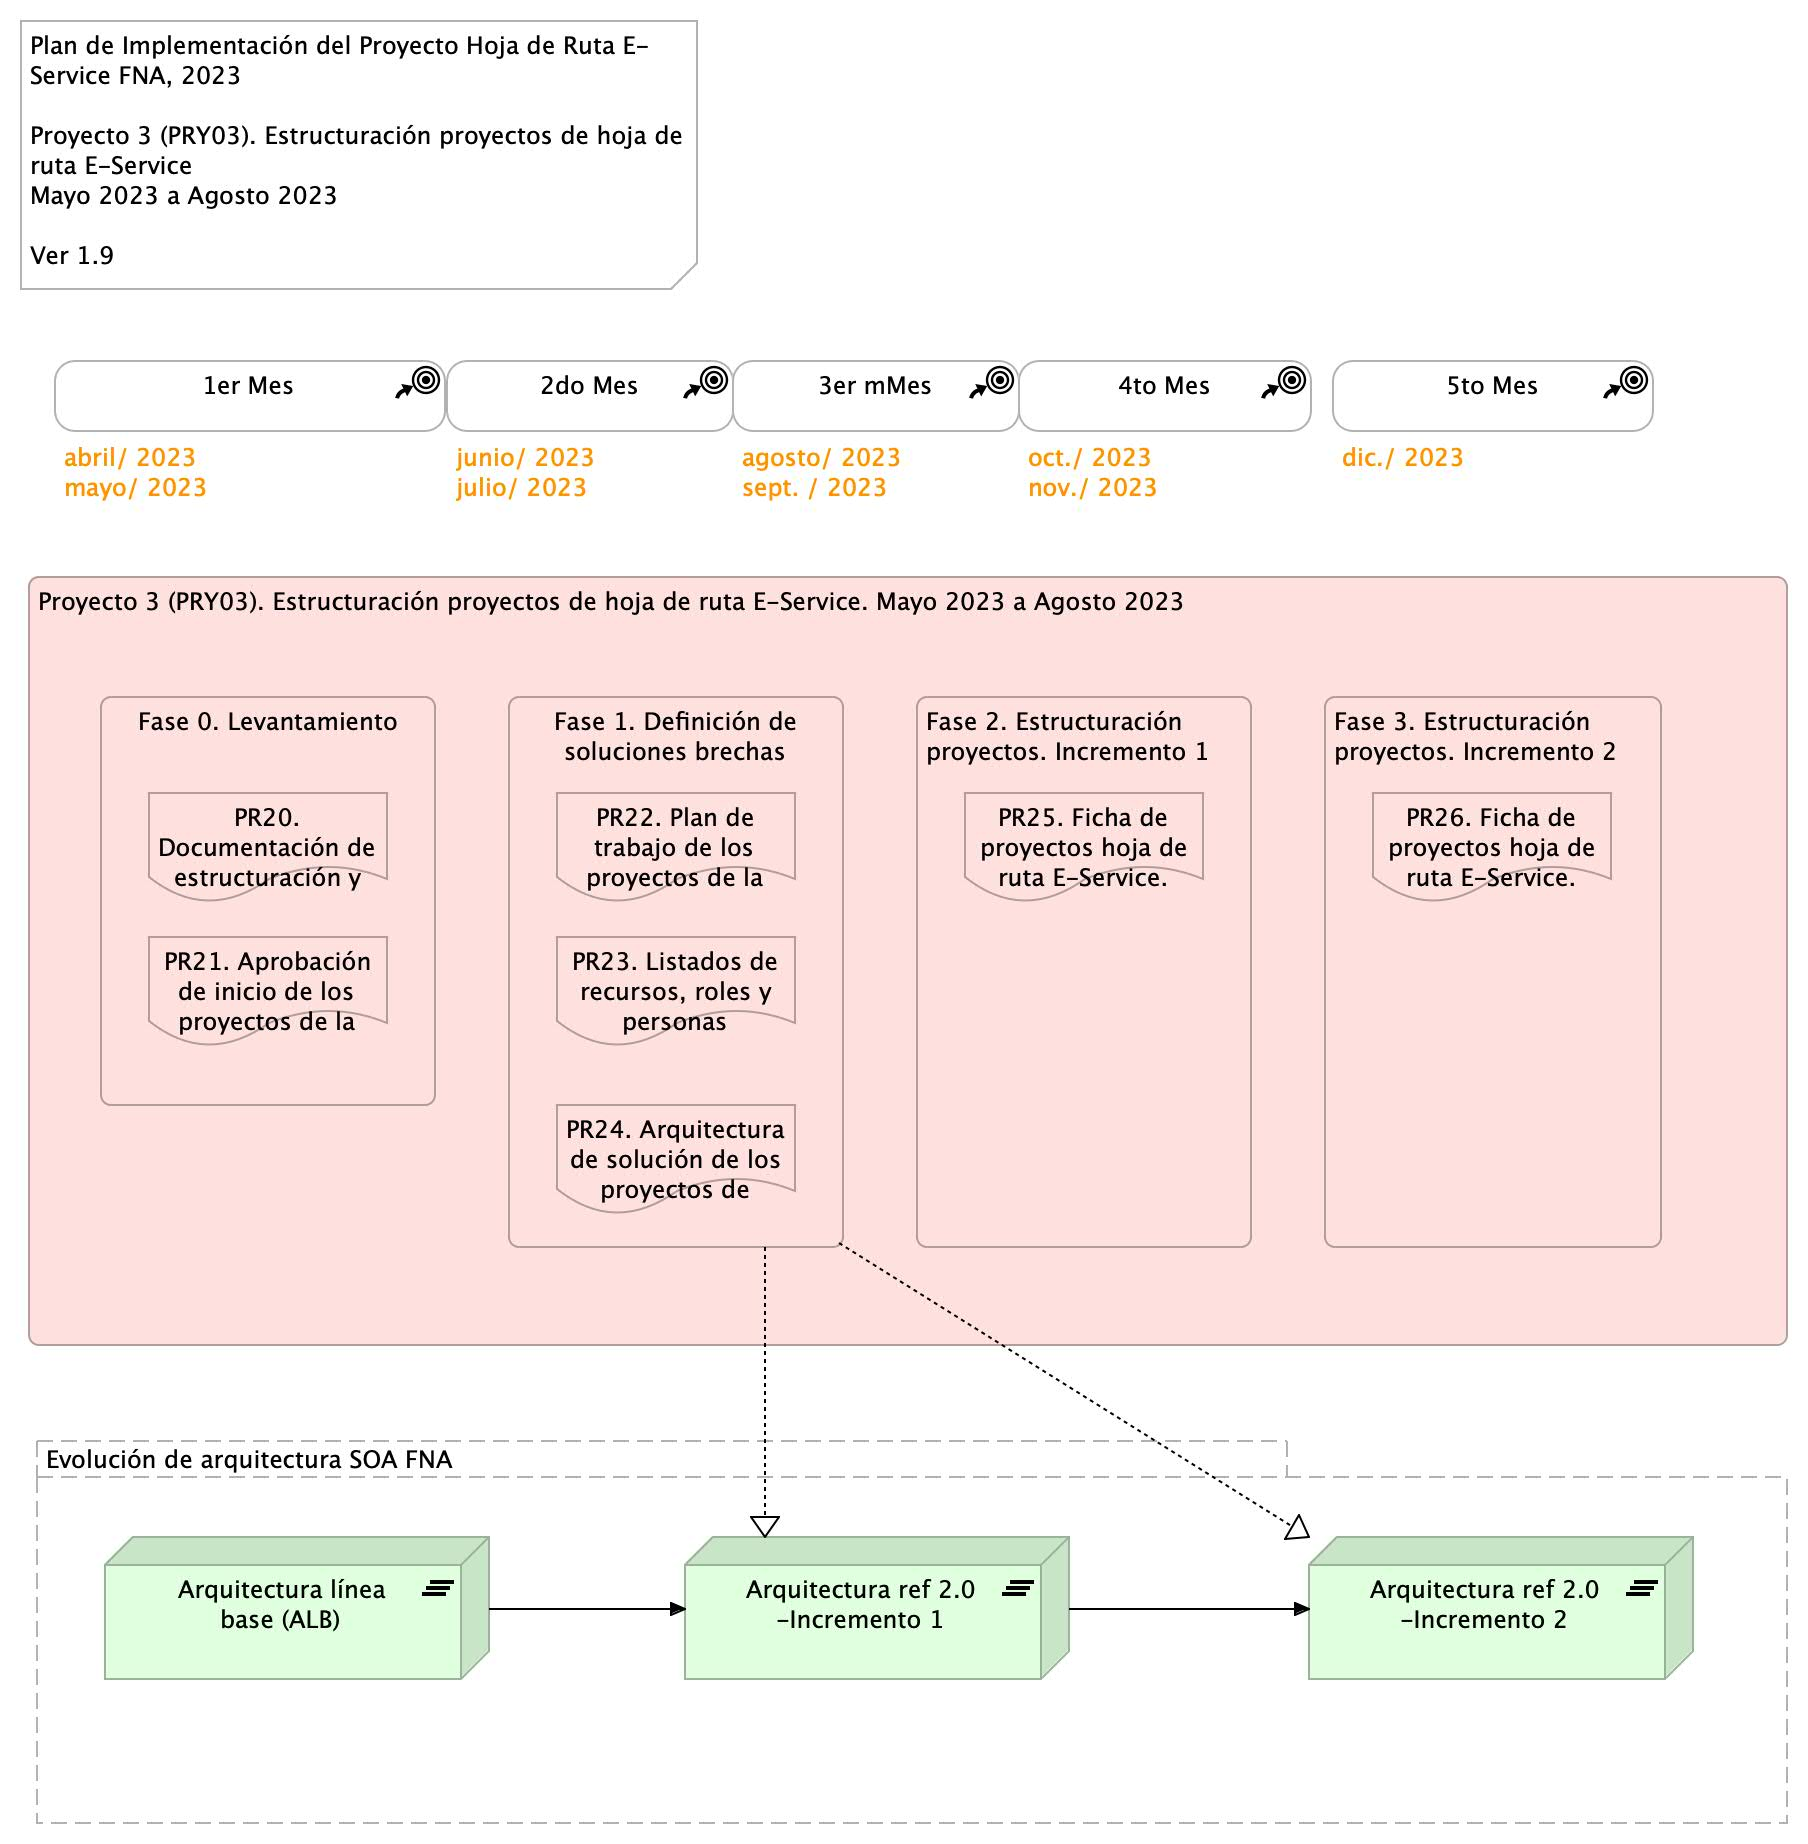 Plan de Implementación del Proyecto Hoja de Ruta E-
Service FNA, 2023
Proyecto 3 (PRY03). Estructuración proyectos de hoja de
ruta E-Service
Mayo 2023 a Agosto 2023
Ver 1.9
1er Mes
2do Mes
3er mMes
4to Mes
5to Mes
abril/ 2023
mayo/ 2023
junio/ 2023
julio/ 2023
agosto/ 2023
sept. / 2023
oct./ 2023
nov./ 2023
dic./ 2023
Proyecto 3 (PRY03). Estructuración proyectos de hoja de ruta E-Service. Mayo 2023 a Agosto 2023
Fase 0. Levantamiento
PR20.
Documentación de
estructuración y
PR21. Aprobación
de inicio de los
proyectos de la
Fase 1. Definición de
soluciones brechas
PR22. Plan de
trabajo de los
proyectos de la
PR23. Listados de
recursos, roles y
personas
PR24. Arquitectura
de solución de los
proyectos de
Fase 2. Estructuración
proyectos. Incremento 1
PR25. Ficha de
proyectos hoja de
ruta E-Service.
Fase 3. Estructuración
proyectos. Incremento 2
PR26. Ficha de
proyectos hoja de
ruta E-Service.
Evolución de arquitectura SOA FNA
Arquitectura línea
base (ALB)
Arquitectura ref 2.0
-Incremento 1
Arquitectura ref 2.0
-Incremento 2